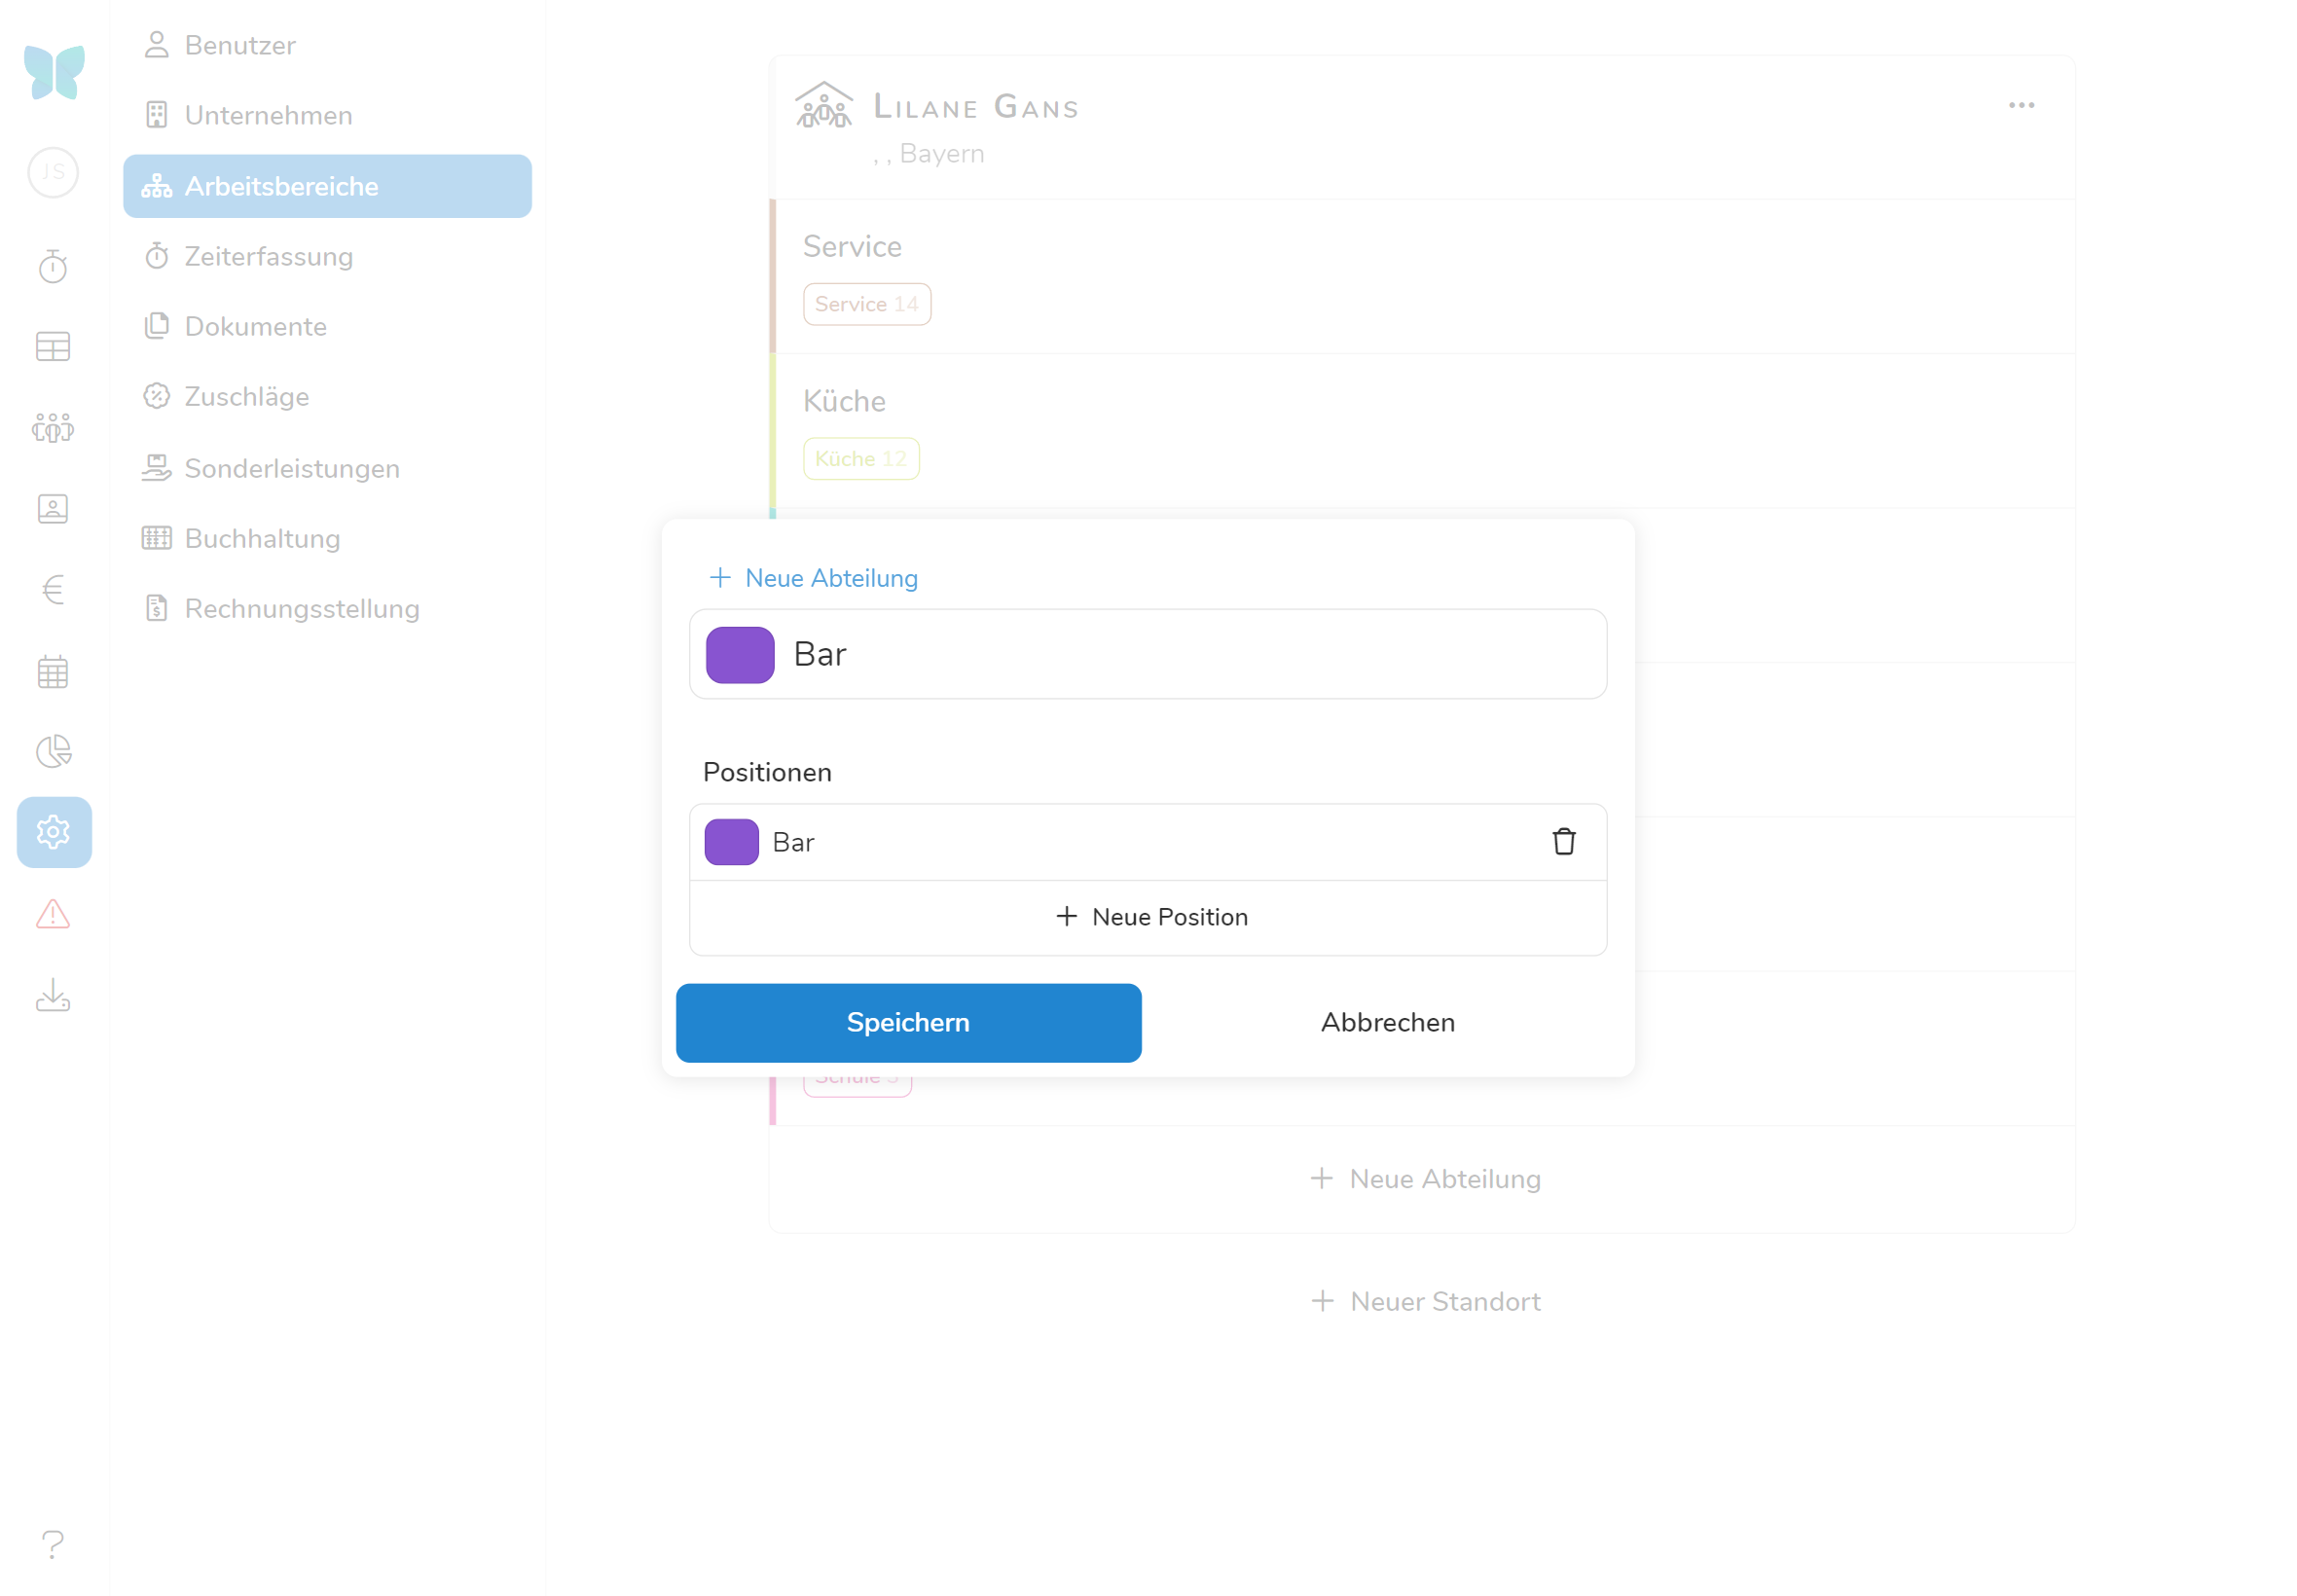 JS
Benutzer
Unternehmen
Arbeitsbereiche
Zeiterfassung
Dokumente
Zuschläge
Sonderleistungen
Buchhaltung
Rechnungsstellung
Lilane Gans
, , Bayern
Service
Service 14
Küche
Küche 12
+ Neue Abteilung
Bar
Positionen
Bar
+ Neue Position
Speichern
Abbrechen
+ Neue Abteilung
+ Neuer Standort